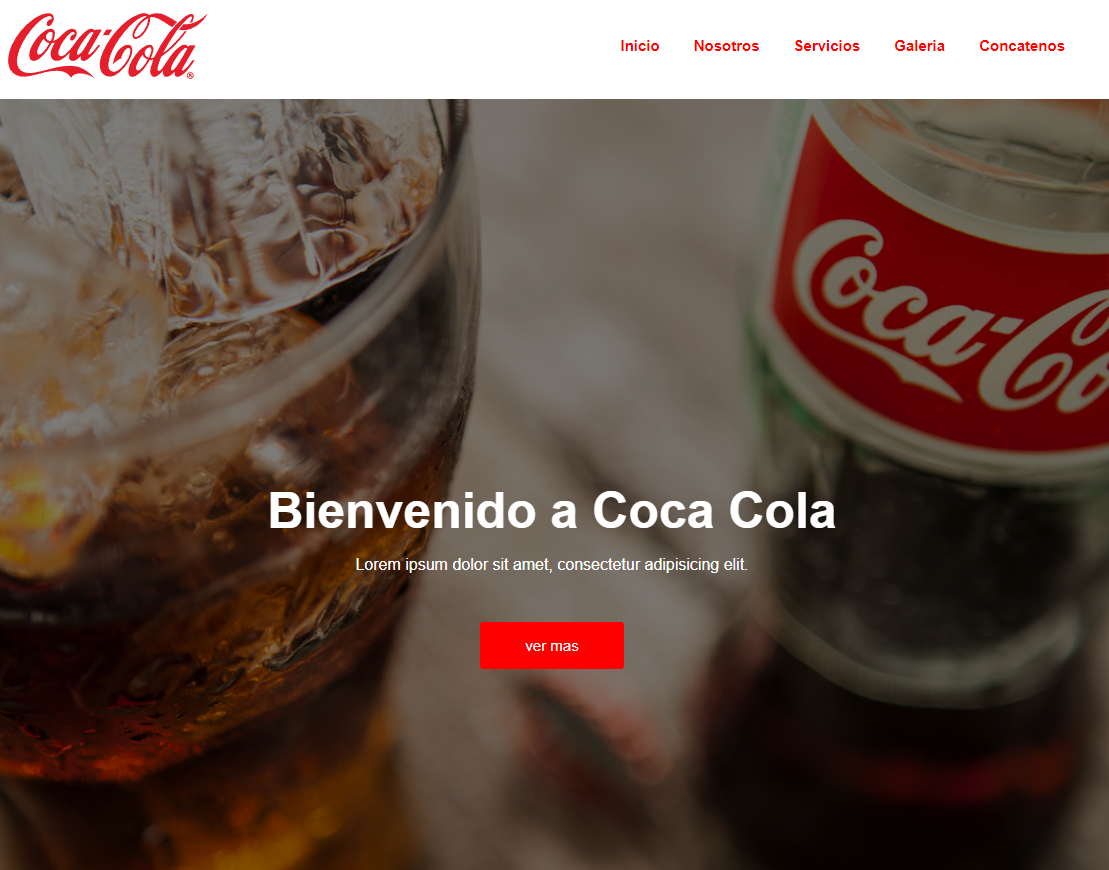 Coca-Cola®
Inicio Nosotros Servicios Galeria Concatenos
Coca-Co
Bienvenido a Coca Cola
Lorem ipsum dolor sit amet, consectetur adipisicing elit.
ver mas